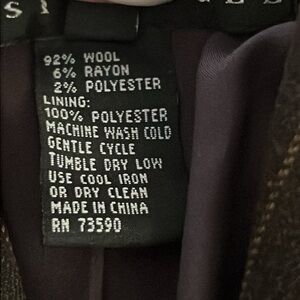 92% WOOL
6% RAYON
2% POLYESTER
LINING:
100% POLYESTER
MACHINE WASH COLD
GENTLE CYCLE
TUMBLE DRY LOW
USE COOL IRON
OR DRY CLEAN
MADE IN CHINA
RN 73590